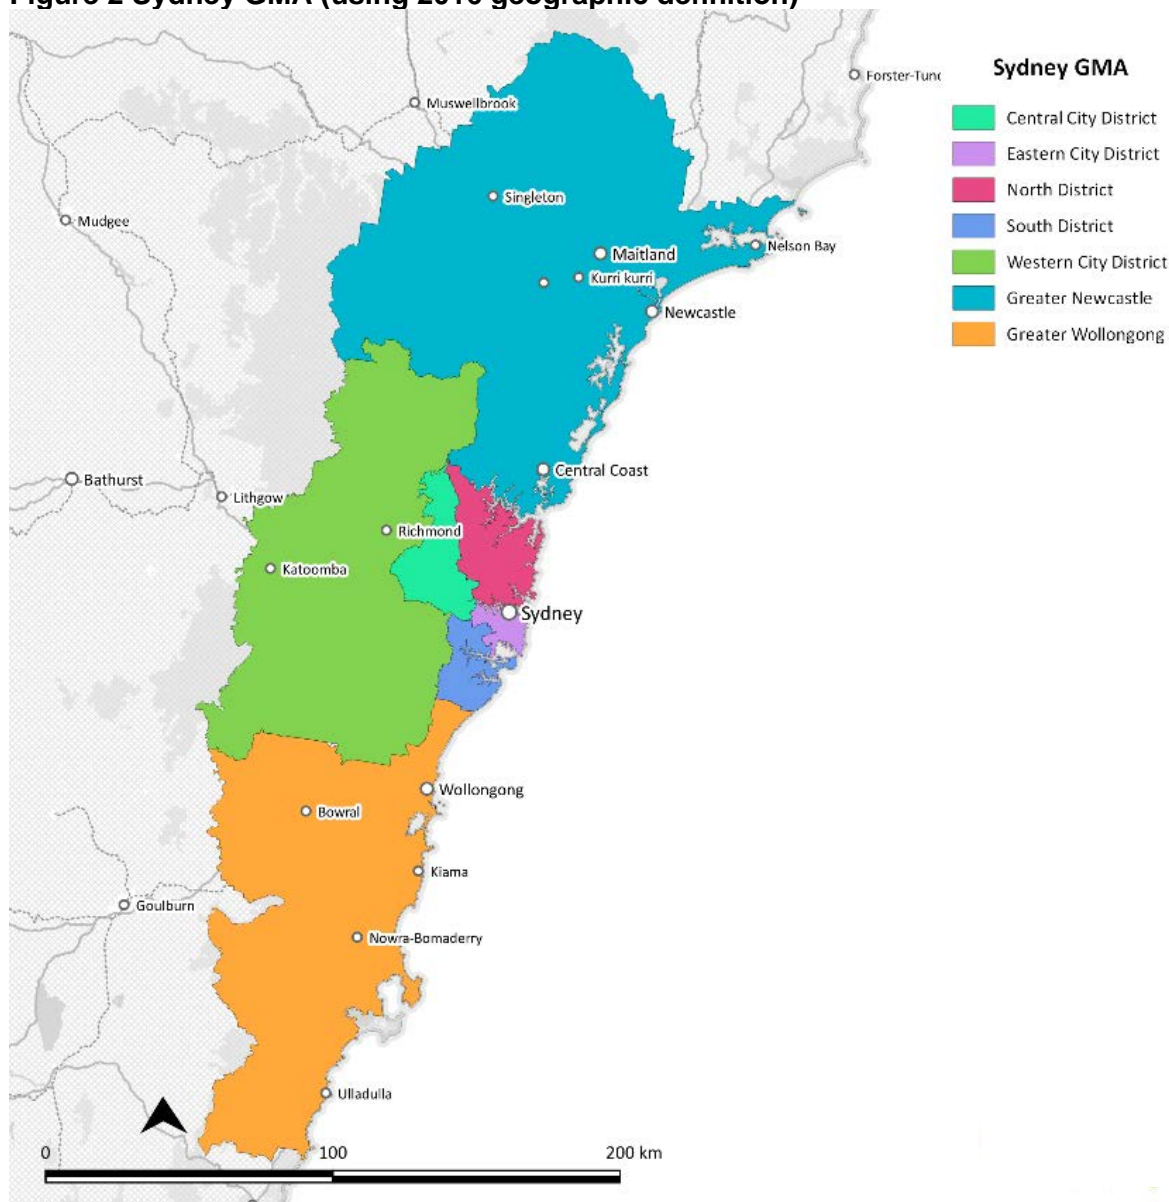 Figure 2 Sydney GMA (using 2016 geographic definition)
Sydney GMA
Central City District
Eastern City District
North District
South District
Western City District
Greater Newcastle
Greater Wollongong
Forster-Tunc
Muswellbrook
Singleton
Mudgee
Maitland
Nelson Bay
Kurri kurri
Newcastle
Central Coast
Bathurst
Lithgow
Richmond
Katoomba
Sydney
Wollongong
Bowral
Kiama
Goulburn
Nowra-Bomaderry
Ulladulla
0 100 200 km